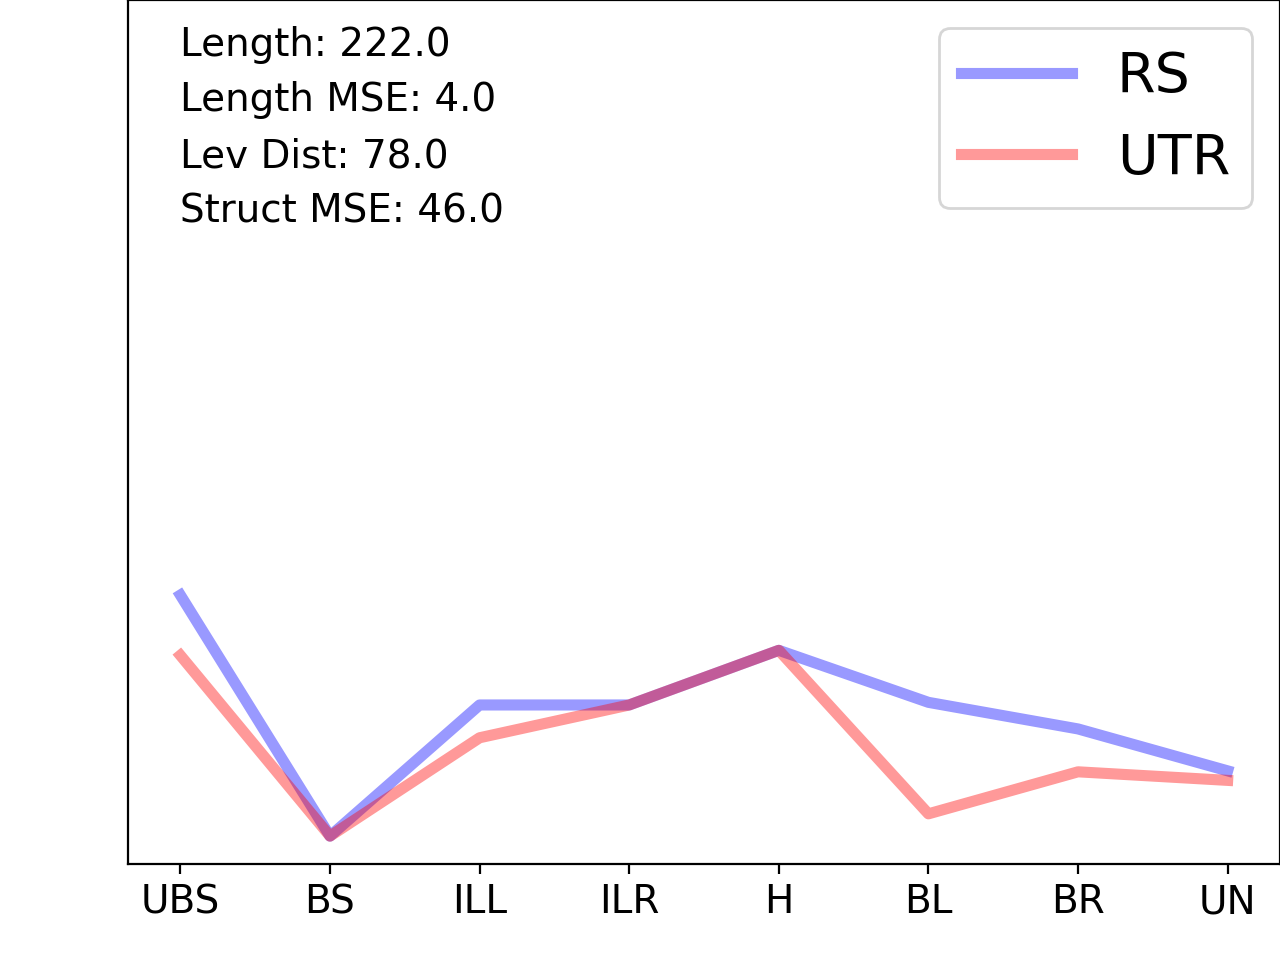 Length: 222.0
Length MSE: 4.0
Lev Dist: 78.0
Struct MSE: 46.0
RS
UTR
UBS BS ILL ILR H BL BR UN